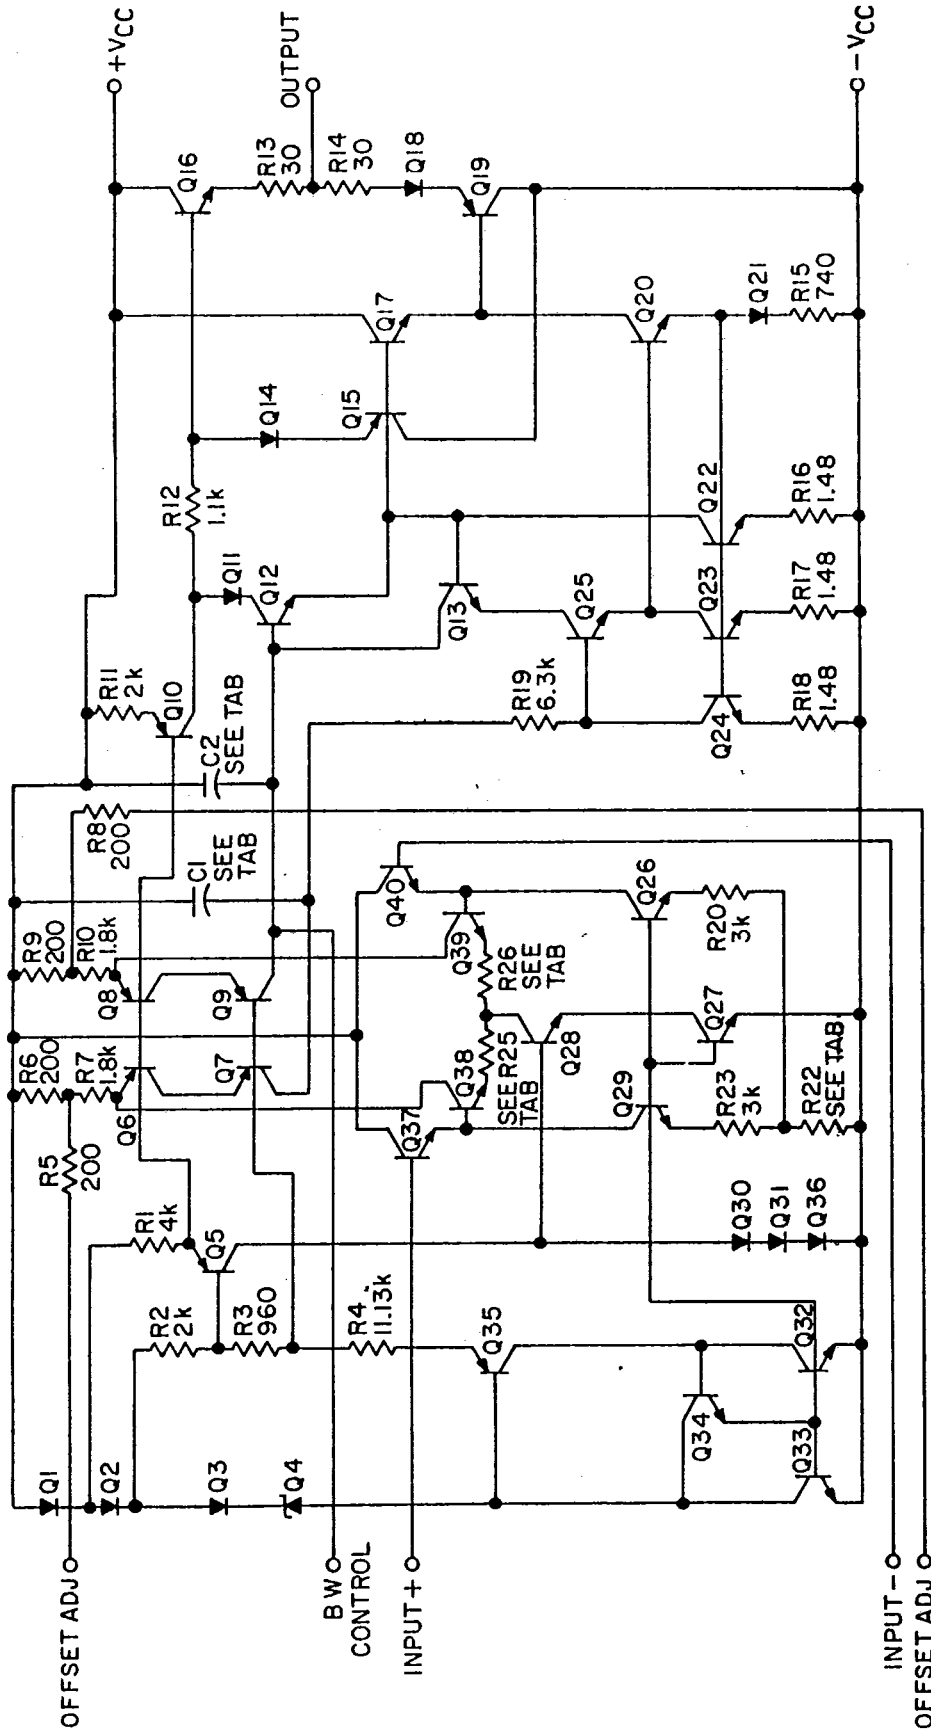 +VCC
OUTPUT
-VCC
Q16
R13
30
R14
30
Q18
Q19
Q17
Q20
Q21
R15
740
Q14
Q15
R12
1.1k
Q22
R16
1.48
Q11
Q12
Q13
Q25
Q23
R17
1.48
R11
2k
Q10
R19
6.3k
Q24
R18
1.48
C2
SEE TAB
R8
200
C1
SEE
TAB
Q40
Q26
R20
3k
R9
200
R10
1.8k
Q8
Q9
Q39
R26
SEE
TAB
Q27
R6
200
R7
1.8k
Q6
Q7
Q38
R25
SEE
TAB
Q28
Q29
R23
3k
R22
SEE TAB.
R5
200
Q37
R1
4k
Q5
Q30
Q31
Q36
R2
2k
R3
960
R4
11.13k
Q35
Q34
Q32
Q33
Q1
Q2
Q3
Q4
OFFSET ADJ
BW
CONTROL
INPUT+
INPUT-
OFFSET ADJ